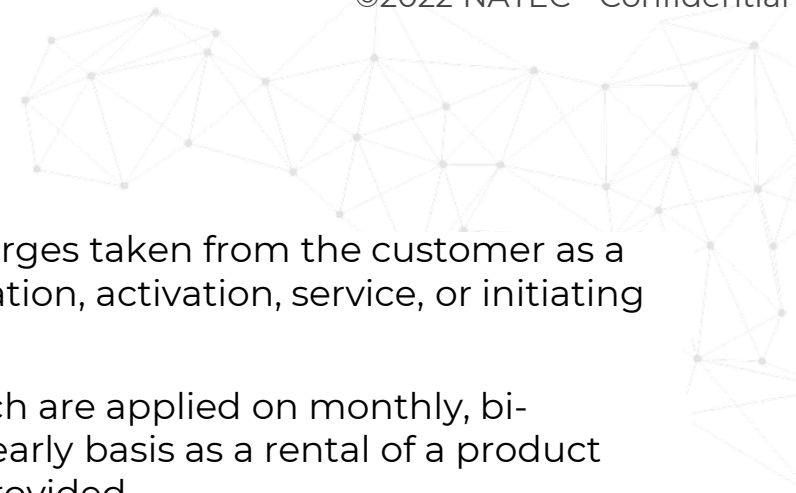 ©2022 NATEC - Confidential
rges taken from the customer as a
ation, activation, service, or initiating
ch are applied on monthly, bi-
early basis as a rental of a product
rovided